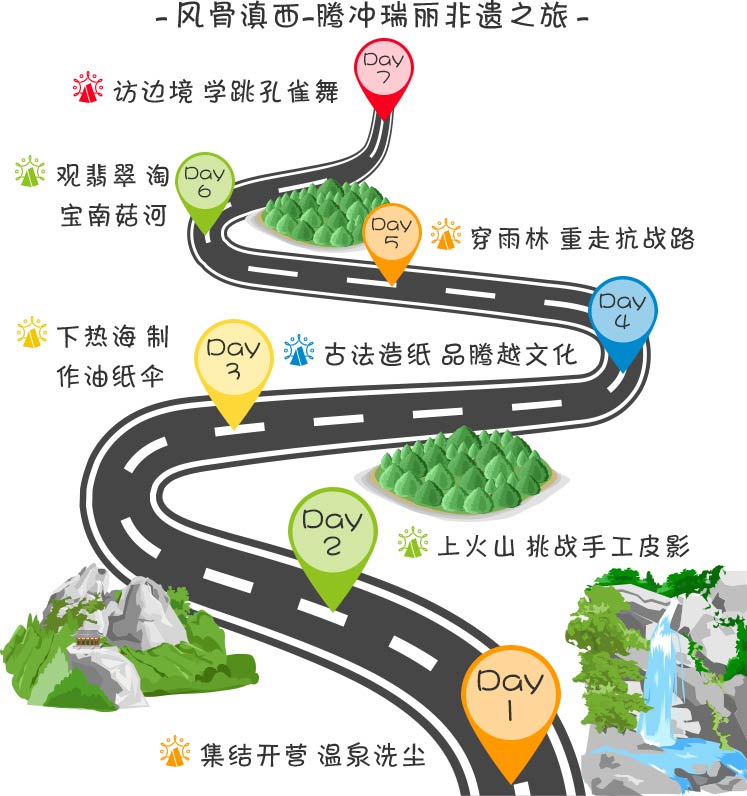 -风骨滇西-腾冲瑞丽非遗之旅-
Day
7
访边境 学跳孔雀舞
观翡翠 淘
宝南菇河
Day
6
Day
5
穿雨林 重走抗战路
Day
4
下热海 制
作油纸伞
Day
3
古法造纸 品腾越文化
Day
2
上火山 挑战手工皮影
Day
1
集结开营 温泉洗尘